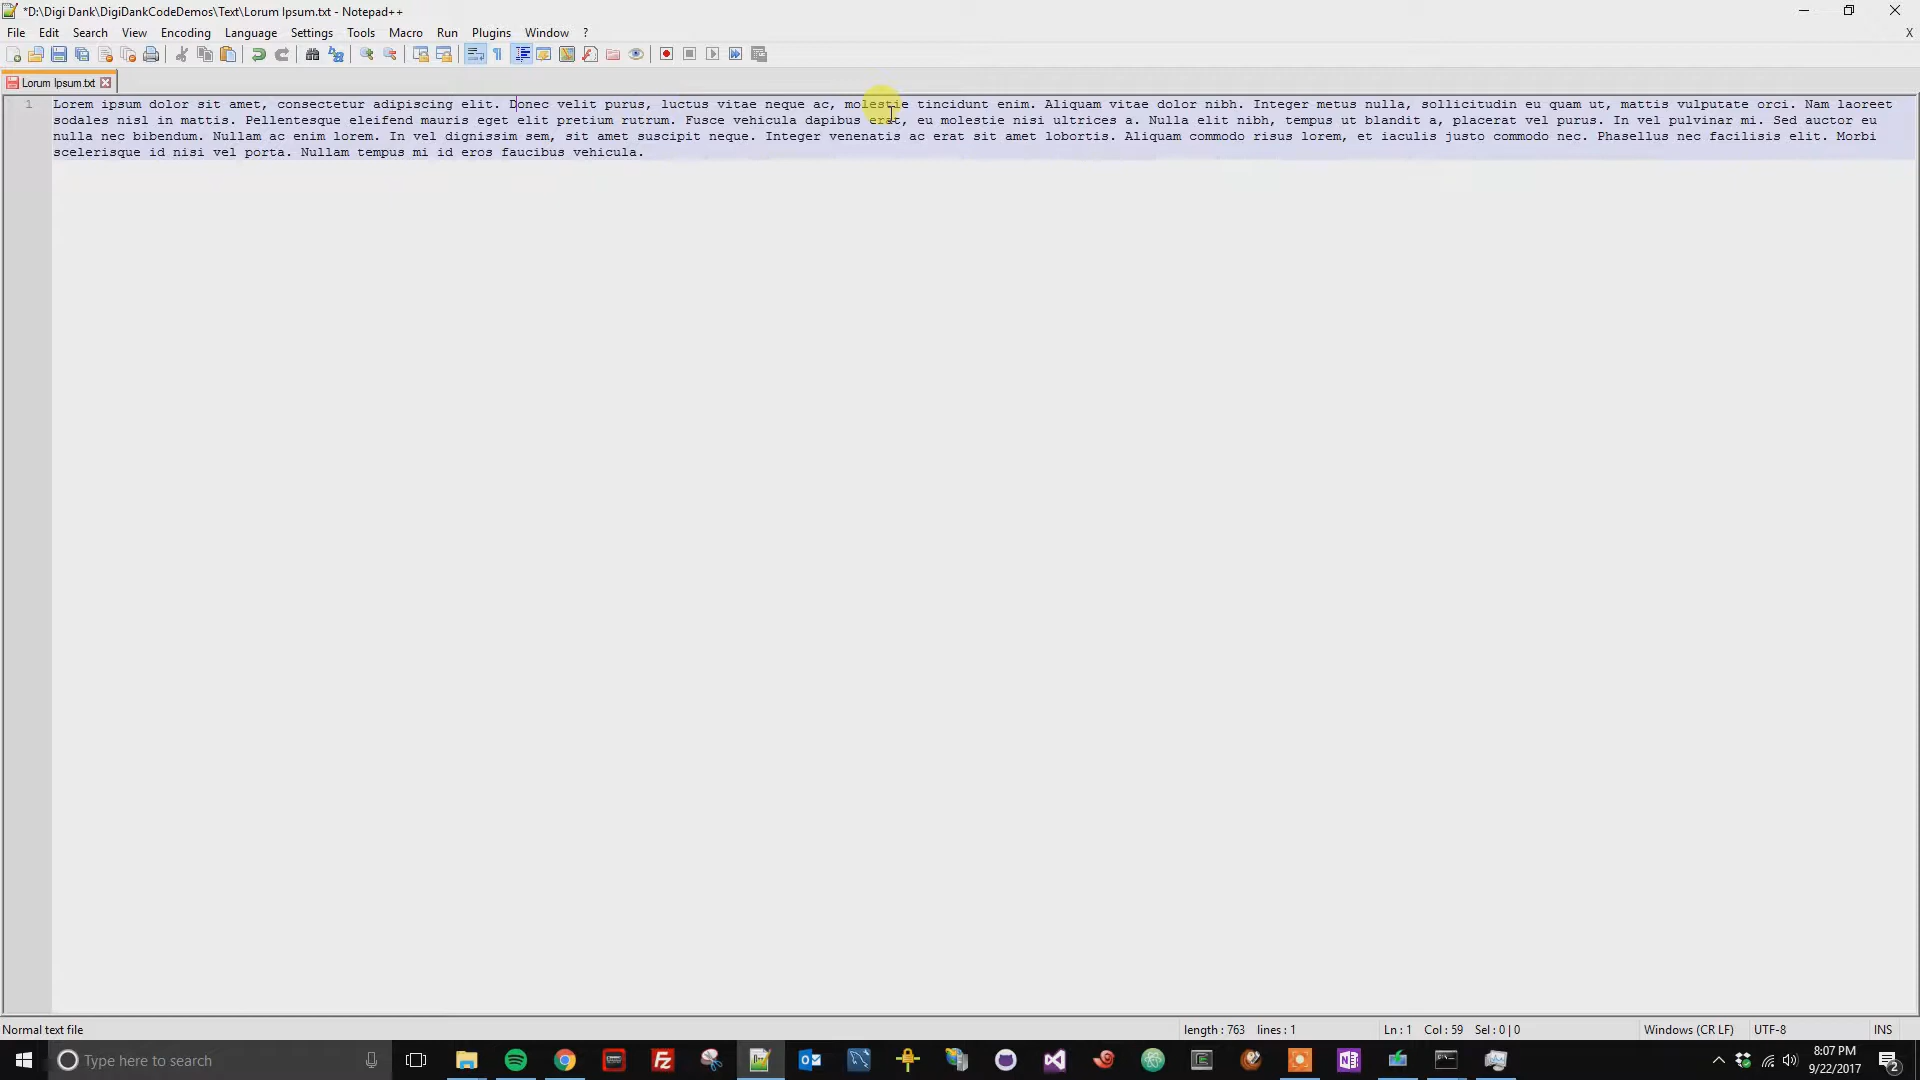 *D:\Digi Dank\DigiDankCodeDemos\Text\Lorum Ipsum.txt - Notepad++
File Edit Search View Encoding Language Settings Tools Macro Run Plugins Window ? X
Lorum Ipsum.txt
1 Lorem ipsum dolor sit amet, consectetur adipiscing elit. Donec velit purus, luctus vitae neque ac, molestie tincidunt enim. Aliquam vitae dolor nibh. Integer metus nulla, sollicitudin eu quam ut, mattis vulputate orci. Nam laoreet
sodales nisl in mattis. Pellentesque eleifend mauris eget elit pretium rutrum. Fusce vehicula dapibus erat, eu molestie nisi ultrices a. Nulla elit nibh, tempus ut blandit a, placerat vel purus. In vel pulvinar mi. Sed auctor eu
nulla nec bibendum. Nullam ac enim lorem. In vel dignissim sem, sit amet suscipit neque. Integer venenatis ac erat sit amet lobortis. Aliquam commodo risus lorem, et iaculis justo commodo nec. Phasellus nec facilisis elit. Morbi
scelerisque id nisi vel porta. Nullam tempus mi id eros faucibus vehicula.
Normal text file length : 763 lines : 1 Ln : 1 Col : 59 Sel : 0 | 0 Windows (CR LF) UTF-8 INS
Type here to search
8:07 PM
9/22/2017
2